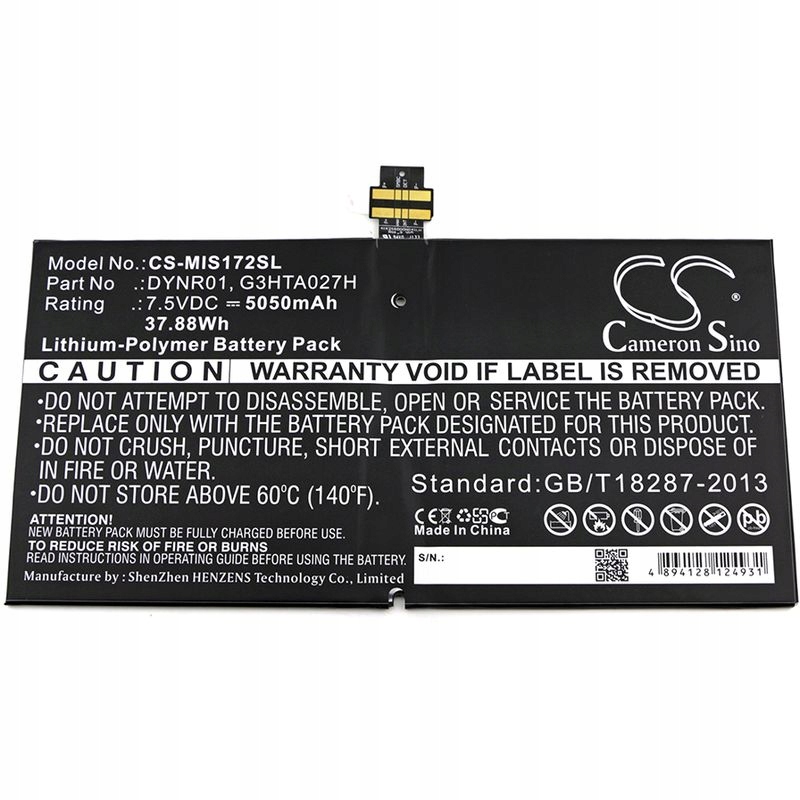 Model No.:CS-MIS172SL
Part No :DYNR01, G3HTA027H
Rating :7.5VDC ⎓ 5050mAh
37.88Wh
Lithium-Polymer Battery Pack
CS
®
Cameron Sino
CAUTION WARRANTY VOID IF LABEL IS REMOVED
•DO NOT ATTEMPT TO DISASSEMBLE, OPEN OR SERVICE THE BATTERY PACK.
•REPLACE ONLY WITH THE BATTERY PACK DESIGNATED FOR THIS PRODUCT.
•DO NOT CRUSH, PUNCTURE, SHORT EXTERNAL CONTACTS OR DISPOSE OF
IN FIRE OR WATER.
•DO NOT STORE ABOVE 60°C (140°F).
Standard:GB/T18287-2013
ATTENTION:
NEW BATTERY PACK MUST BE FULLY CHARGED BEFORE USE
TO REDUCE RISK OF FIRE OR BURNS
READ INSTRUCTIONS IN OPERATION BEFORE USING THE BATTERY.
Manufacture by : ShenZhen HENZENS Technology Co., Limited
CE
Made In China
Pb
S/N.:
4 894128 124931